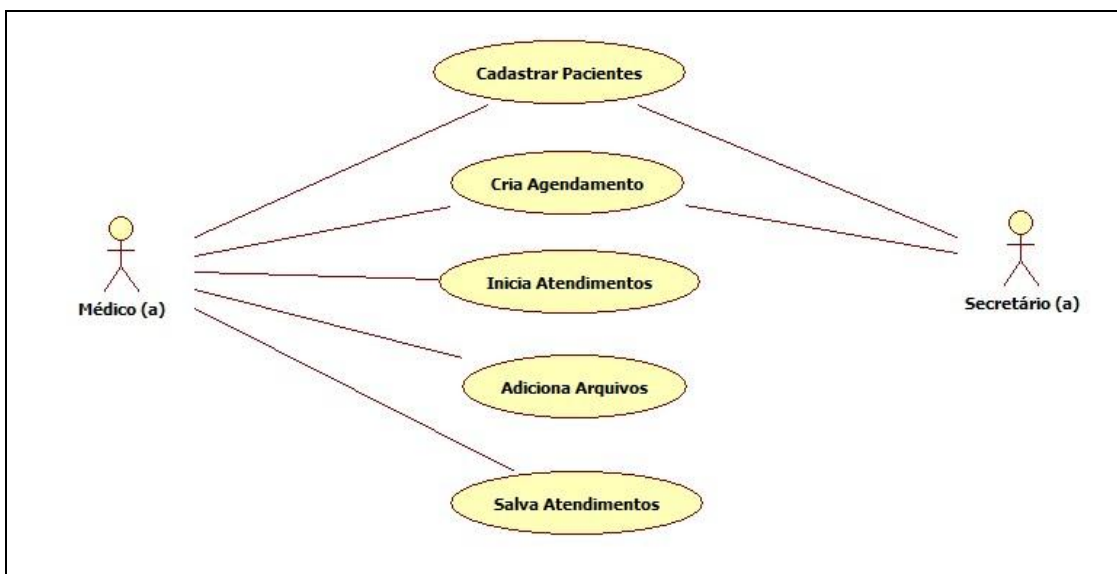 Cadastrar Pacientes
Cria Agendamento
Inicia Atendimentos
Médico (a)
Secretário (a)
Adiciona Arquivos
Salva Atendimentos